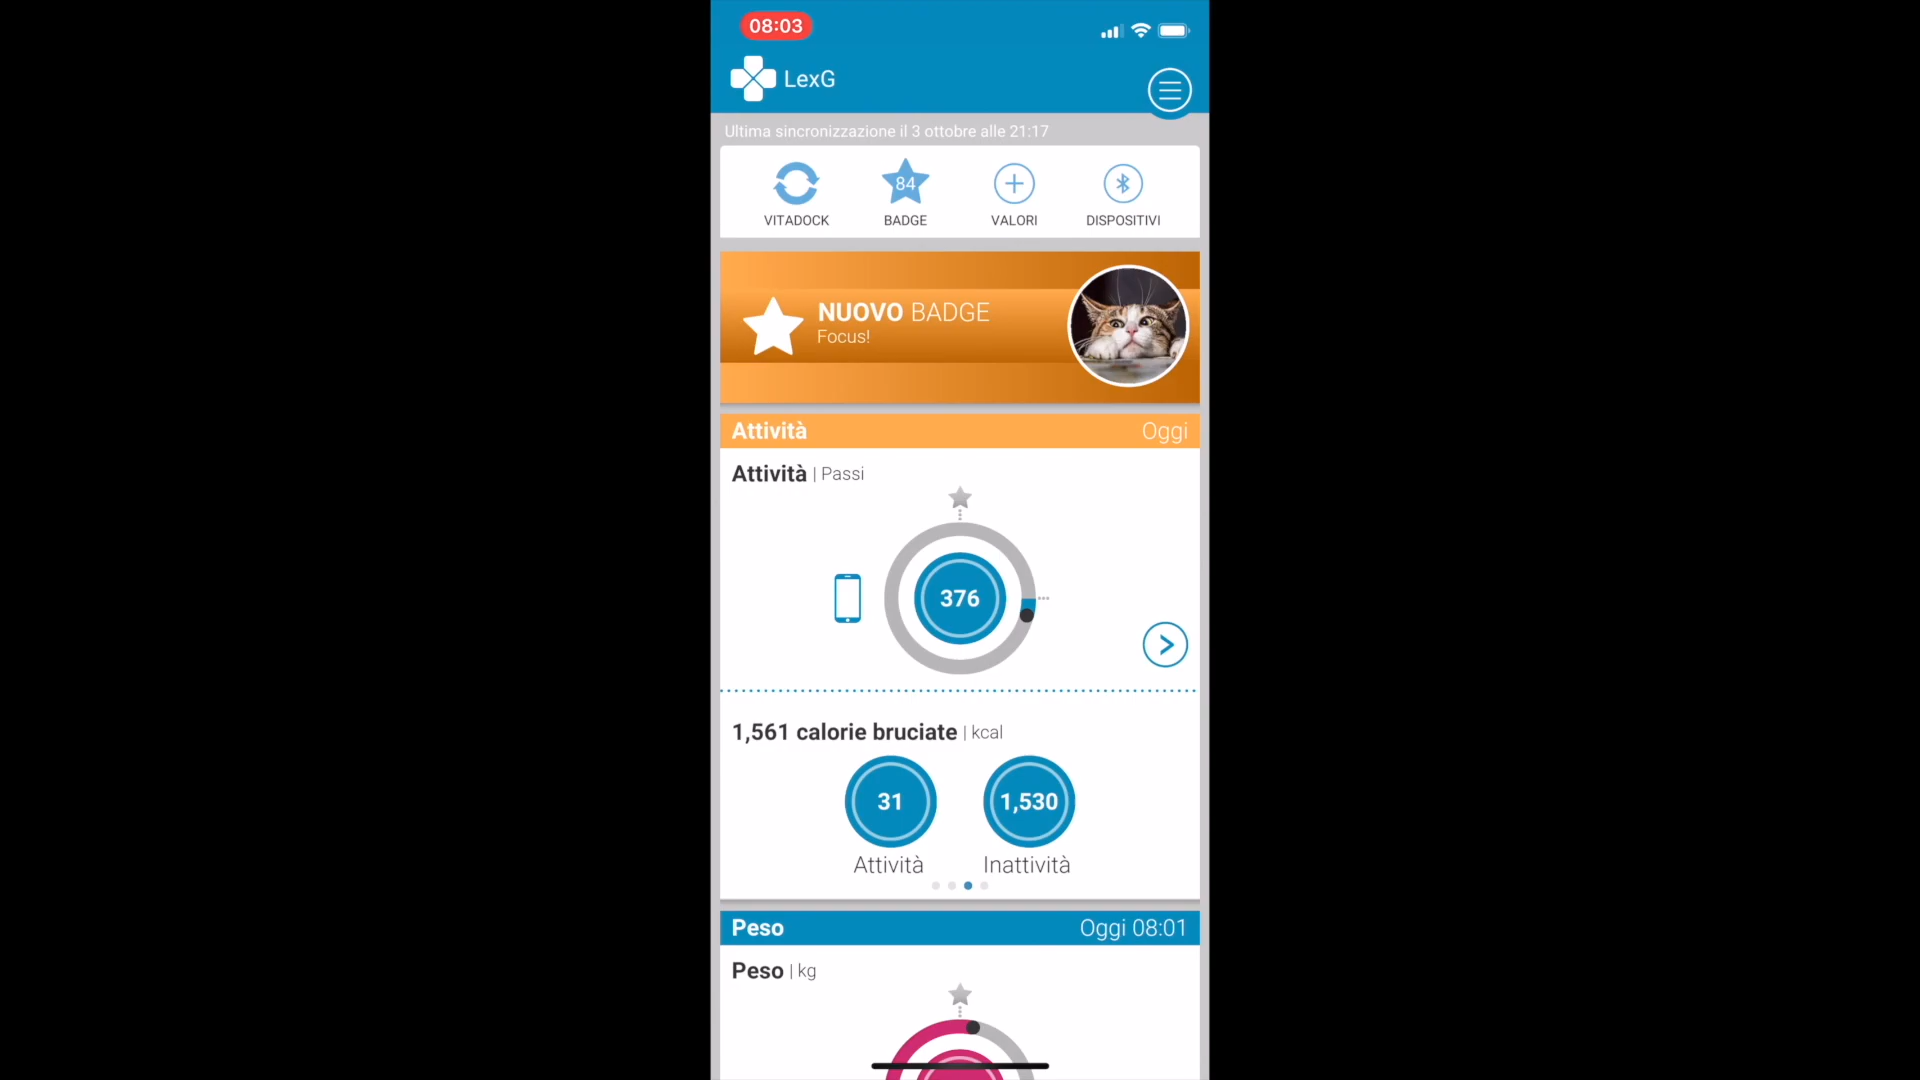 08:03
LexG
Ultima sincronizzazione il 3 ottobre alle 21:17
84
VITADOCK BADGE VALORI DISPOSITIVI
NUOVO BADGE
Focus!
Attività Oggi
Attività | Passi
376
1,561 calorie bruciate | kcal
31 1,530
Attività Inattività
Peso Oggi 08:01
Peso | kg